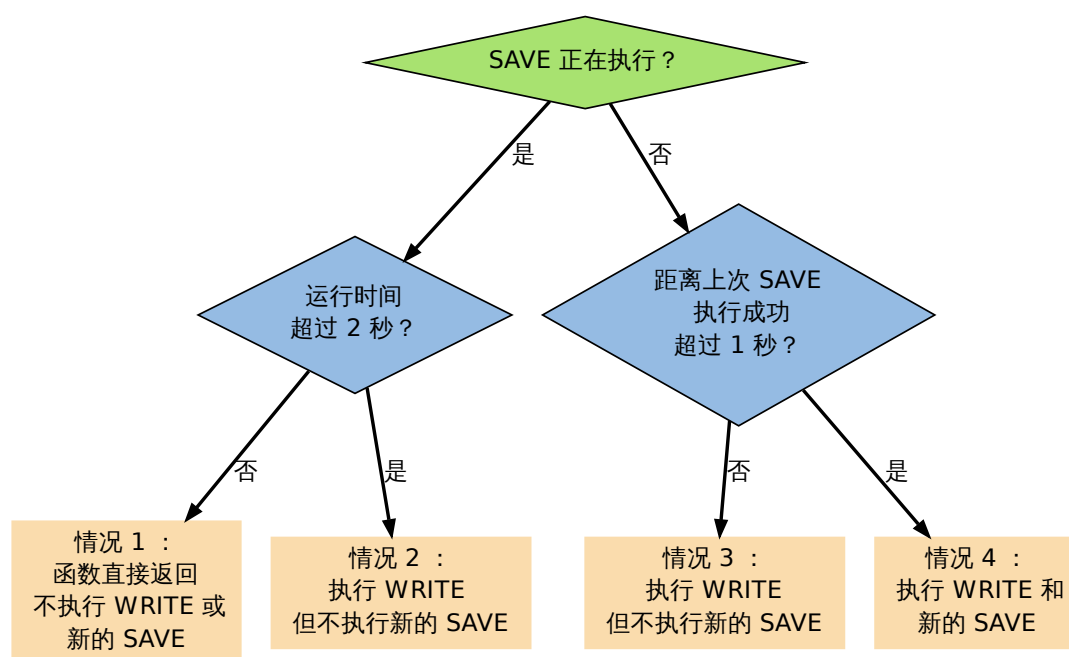 SAVE 正在执行？
是
否
运行时间
超过 2 秒？
距离上次 SAVE
执行成功
超过 1 秒？
否
是
否
是
情况 1 ：
函数直接返回
不执行 WRITE 或
新的 SAVE
情况 2 ：
执行 WRITE
但不执行新的 SAVE
情况 3 ：
执行 WRITE
但不执行新的 SAVE
情况 4 ：
执行 WRITE 和
新的 SAVE